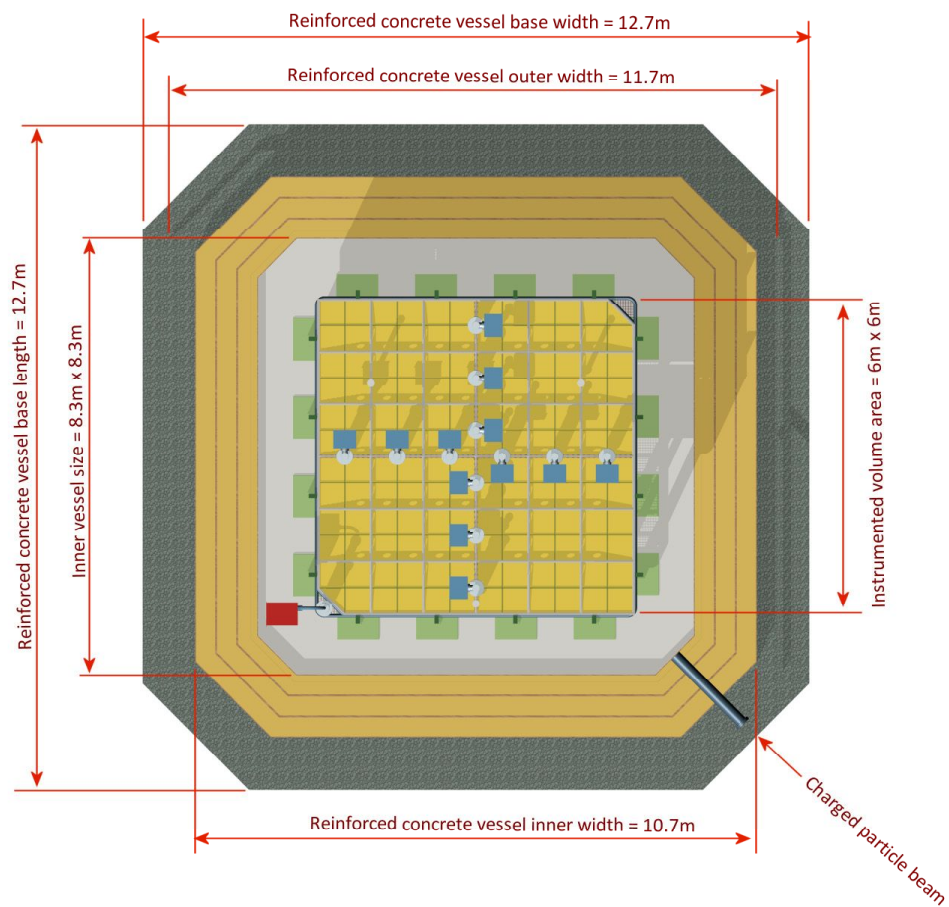 Reinforced concrete vessel base width = 12.7m
Reinforced concrete vessel outer width = 11.7m
Reinforced concrete vessel base length = 12.7m
Inner vessel size = 8.3m x 8.3m
Instrumented volume area = 6m x 6m
Reinforced concrete vessel inner width = 10.7m
Charged particle beam